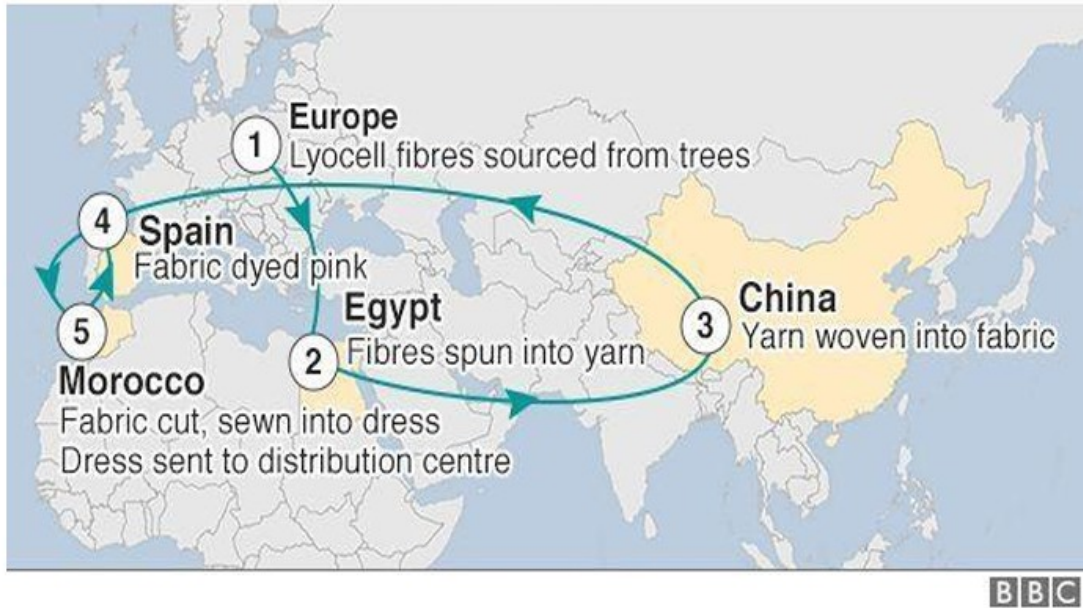 1
Europe
Lyocell fibres sourced from trees
4
Spain
Fabric dyed pink
Egypt
2
Fibres spun into yarn
3
China
Yarn woven into fabric
5
Morocco
Fabric cut, sewn into dress
Dress sent to distribution centre
BBC